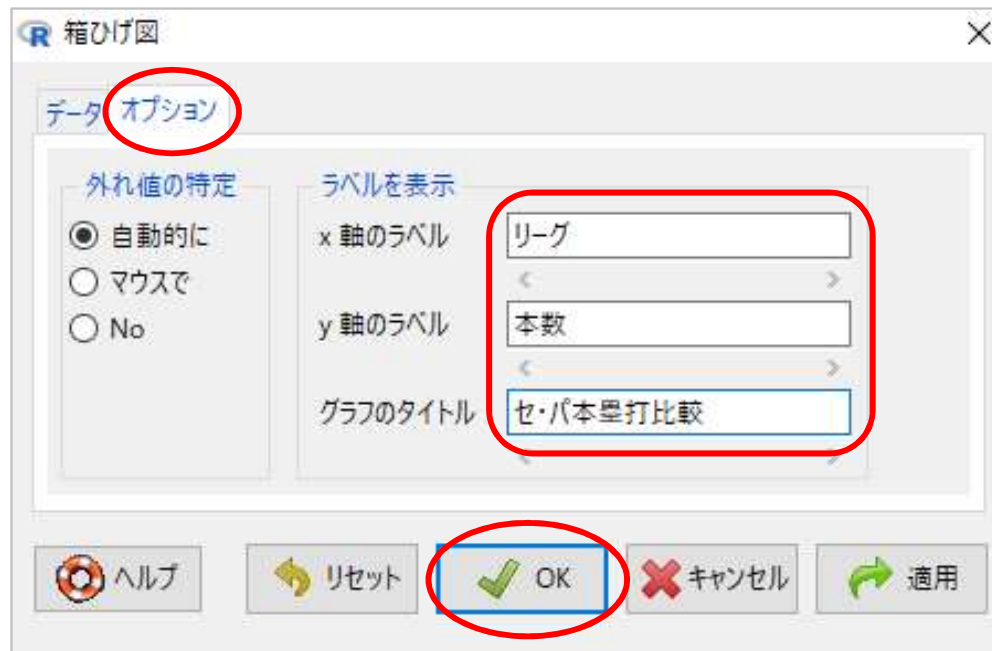 箱ひげ図
データ オプション
外れ値の特定
自動的に
マウスで
No
ラベルを表示
x 軸のラベル
リーグ
y 軸のラベル
本数
グラフのタイトル
セ・パ本塁打比較
ヘルプ
リセット
OK
キャンセル
適用